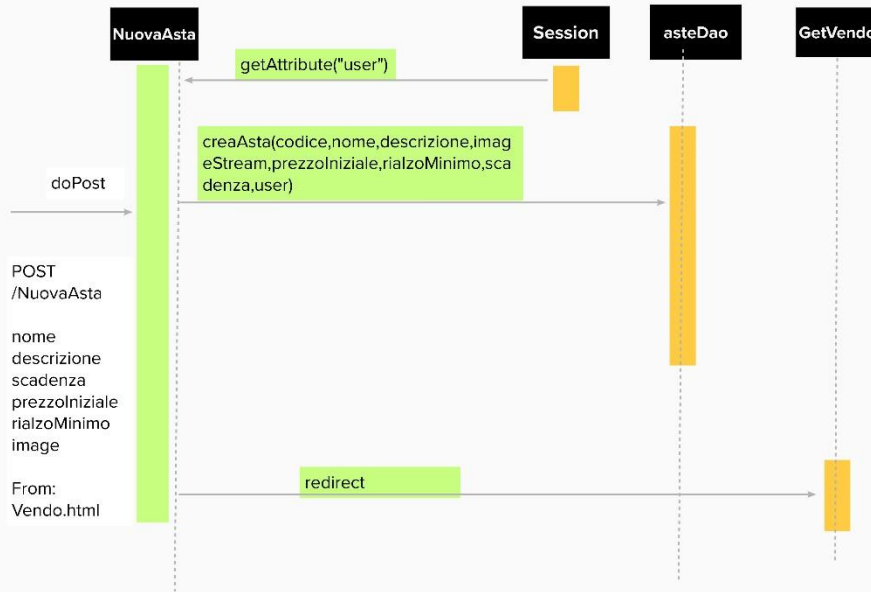 NuovaAsta
Session
asteDao
GetVendo
getAttribute("user")
creaAsta(codice,nome,descrizione,imag
eStream,prezzoIniziale,rialzoMinimo,sca
denza,user)
doPost
POST
/NuovaAsta
nome
descrizione
scadenza
prezzoIniziale
rialzoMinimo
image
From:
Vendo.html
redirect